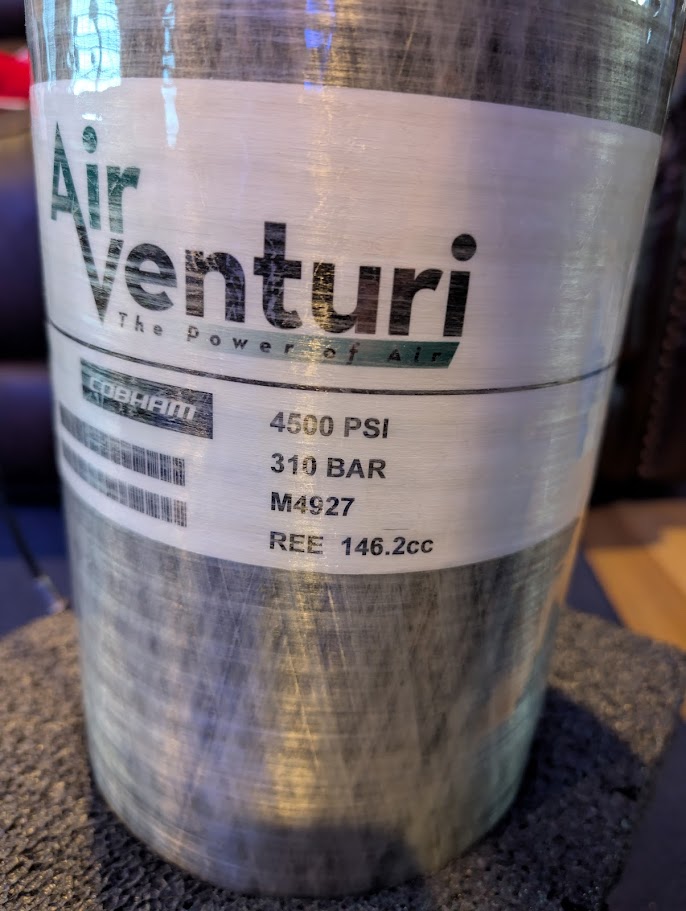 Air
Venturi
The Power of Air
COBHAM
4500 PSI
310 BAR
M4927
REE 146.2cc